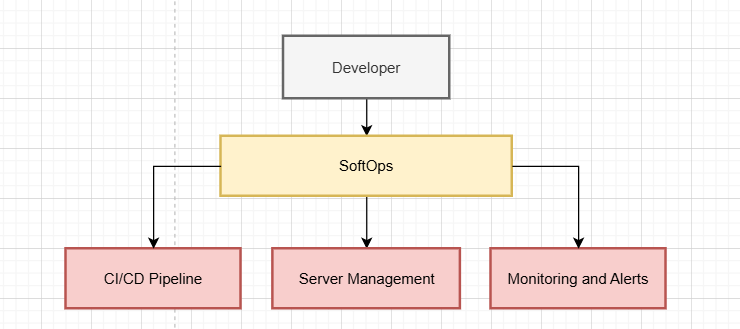 Developer
SoftOps
CI/CD Pipeline
Server Management
Monitoring and Alerts